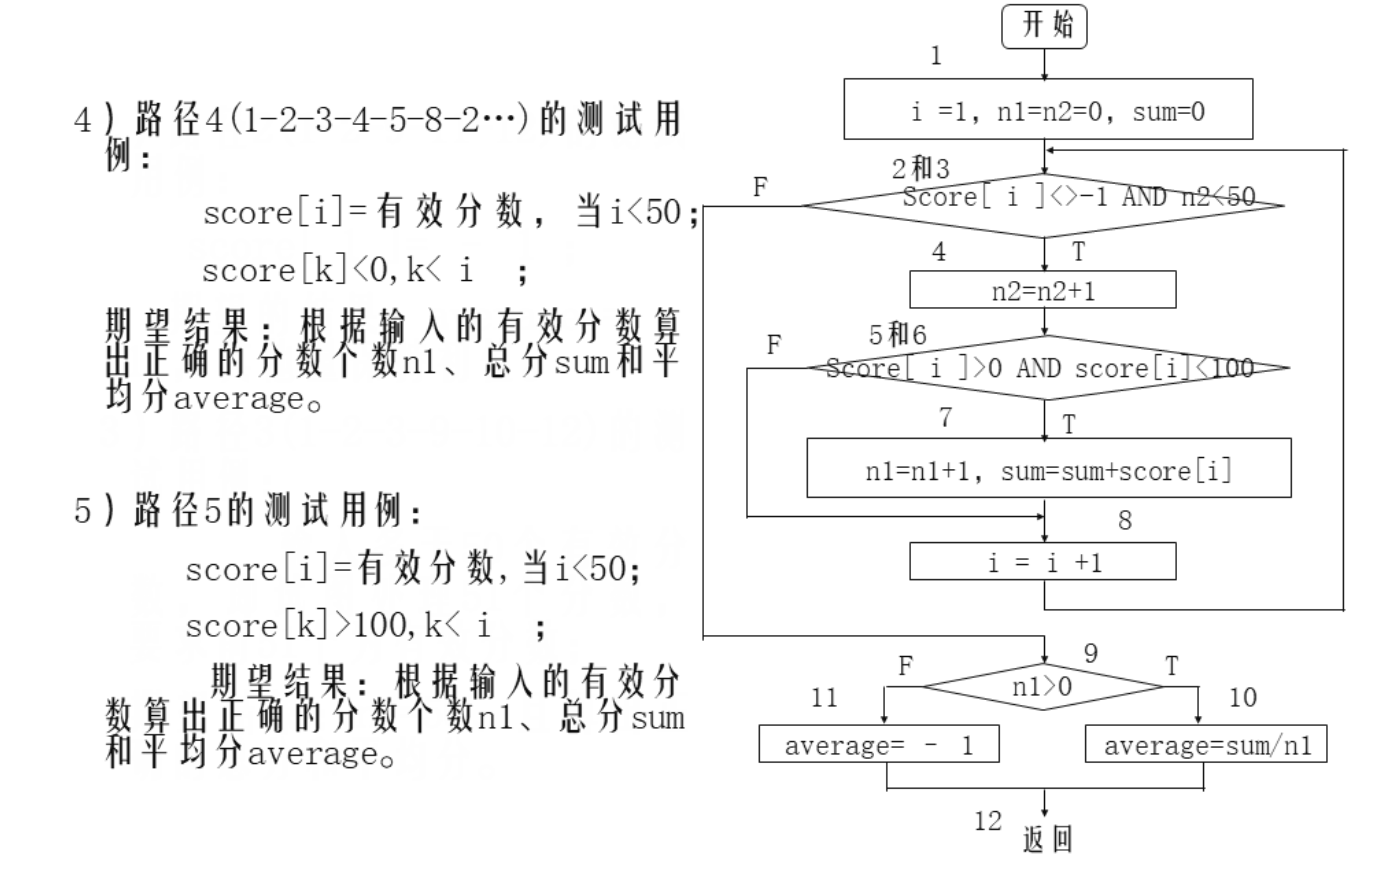 4）路径4(1-2-3-4-5-8-2…)的测试用
例：
score[i]=有效分数，当i<50；
score[k]<0,k< i ；
期望结果：根据输入的有效分数算
出正确的分数个数n1、总分sum和平
均分average。
5）路径5的测试用例：
score[i]=有效分数,当i<50；
score[k]>100,k< i ；
期望结果：根据输入的有效分
数算出正确的分数个数n1、总分sum
和平均分average。
开始
1
i =1, n1=n2=0, sum=0
2和3
F
Score[ i ]<>-1 AND n2<50
4
T
n2=n2+1
5和6
F
Score[ i ]>0 AND score[i]<100
7
T
n1=n1+1, sum=sum+score[i]
8
i = i +1
9
F
T
n1>0
11
10
average= - 1
average=sum/n1
12
返回